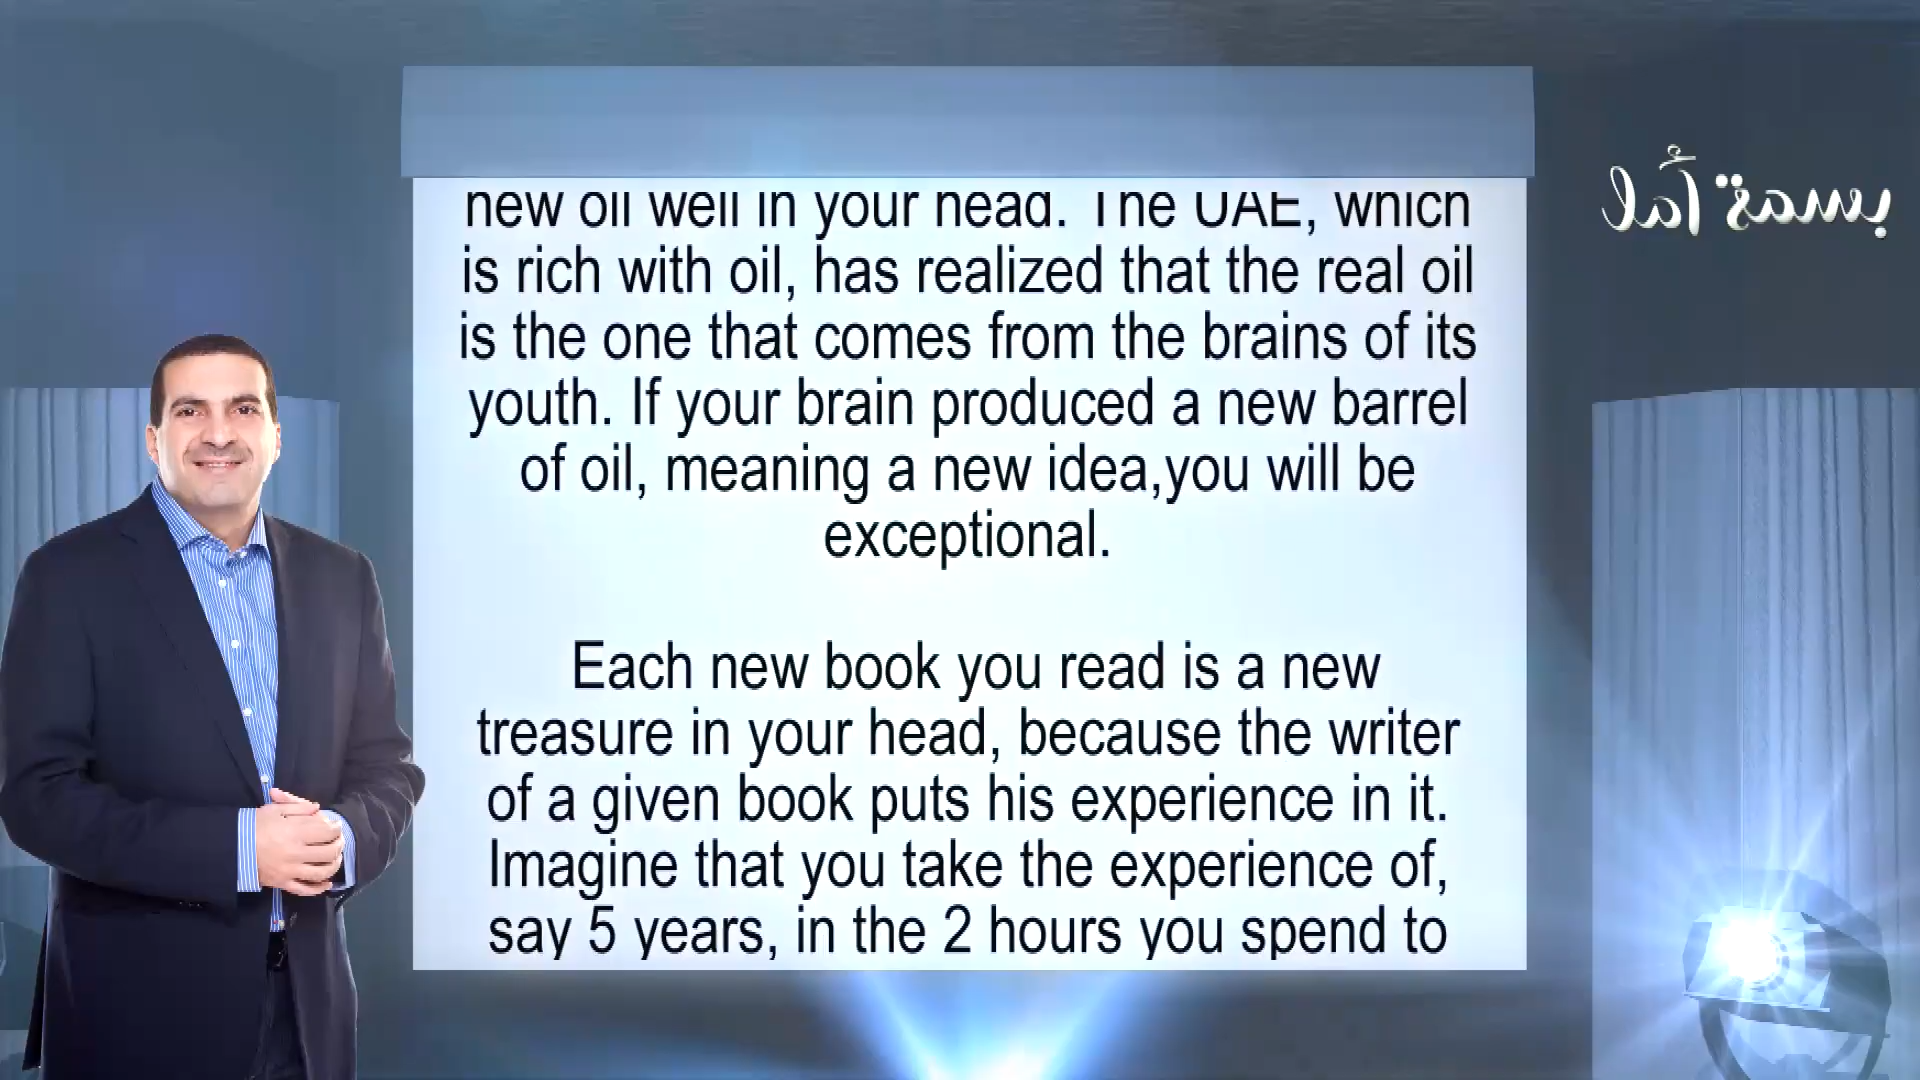 new oil well in your head. The UAE, which
is rich with oil, has realized that the real oil
is the one that comes from the brains of its
youth. If your brain produced a new barrel
of oil, meaning a new idea,you will be
exceptional.
Each new book you read is a new
treasure in your head, because the writer
of a given book puts his experience in it.
Imagine that you take the experience of,
say 5 years, in the 2 hours you spend to
بسمة أمل